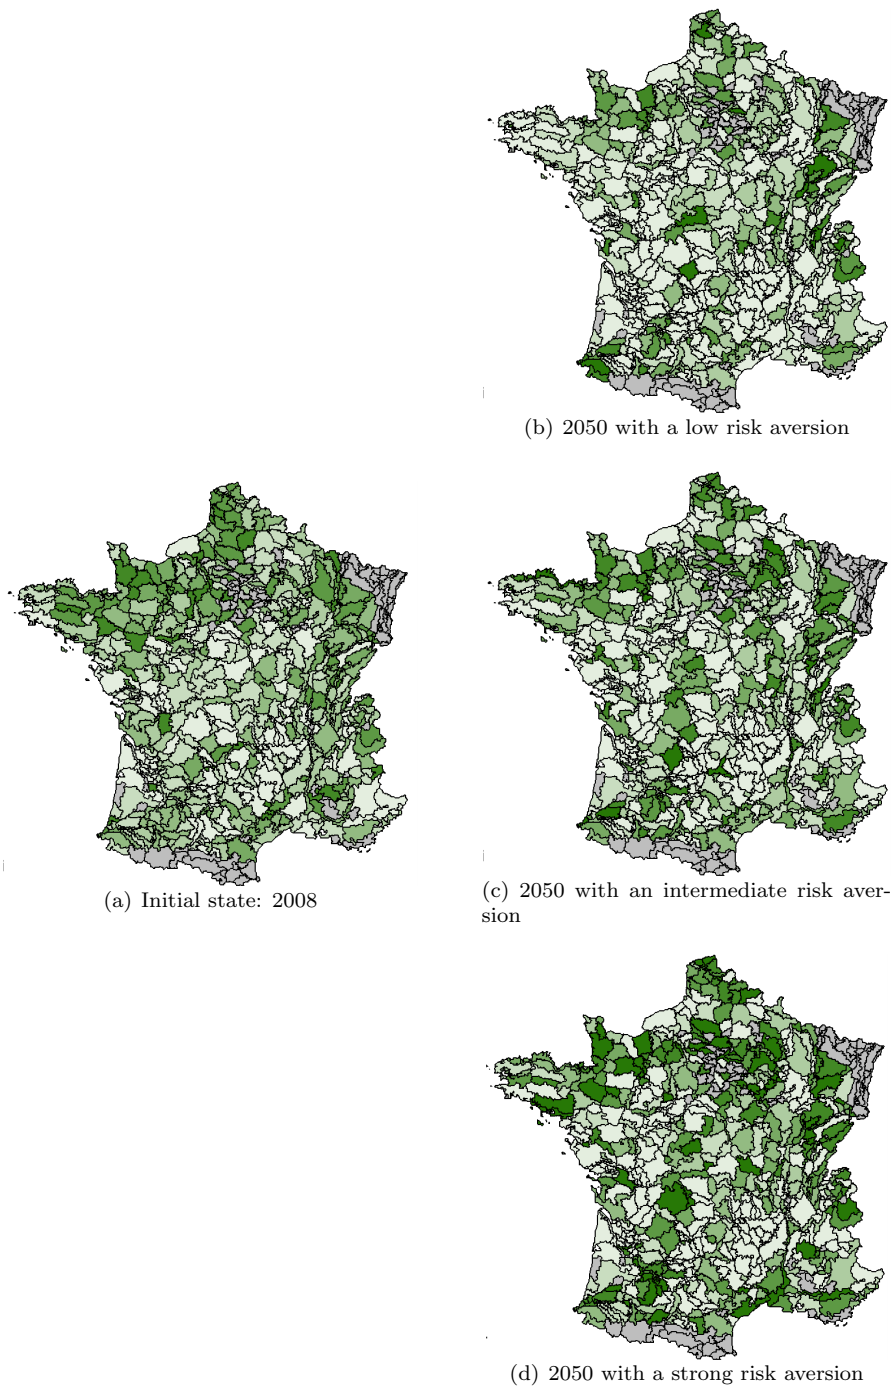 (b) 2050 with a low risk aversion
(a) Initial state: 2008
(c) 2050 with an intermediate risk aver-
sion
(d) 2050 with a strong risk aversion